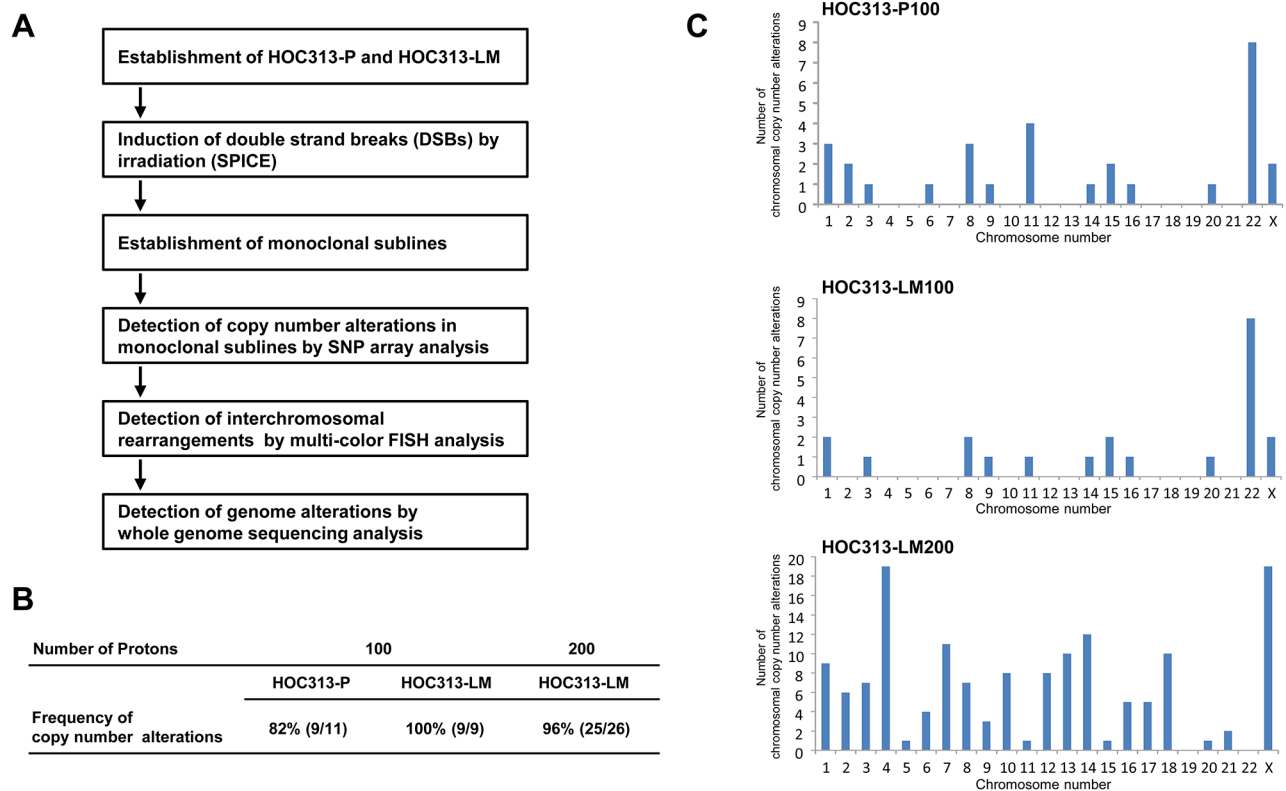 A
Establishment of HOC313-P and HOC313-LM
Induction of double strand breaks (DSBs) by
irradiation (SPICE)
Establishment of monoclonal sublines
Detection of copy number alterations in
monoclonal sublines by SNP array analysis
Detection of interchromosomal
rearrangements by multi-color FISH analysis
Detection of genome alterations by
whole genome sequencing analysis
B
Number of Protons 100 200
HOC313-P HOC313-LM HOC313-LM
Frequency of
copy number alterations
82% (9/11) 100% (9/9) 96% (25/26)
C
HOC313-P100
Number of
chromosomal copy number alterations
9
8
7
6
5
4
3
2
1
0
1 2 3 4 5 6 7 8 9 10 11 12 13 14 15 16 17 18 19 20 21 22 X
Chromosome number
HOC313-LM100
Number of
chromosomal copy number alterations
9
8
7
6
5
4
3
2
1
0
1 2 3 4 5 6 7 8 9 10 11 12 13 14 15 16 17 18 19 20 21 22 X
Chromosome number
HOC313-LM200
Number of
chromosomal copy number alterations
20
18
16
14
12
10
8
6
4
2
0
1 2 3 4 5 6 7 8 9 10 11 12 13 14 15 16 17 18 19 20 21 22 X
Chromosome number